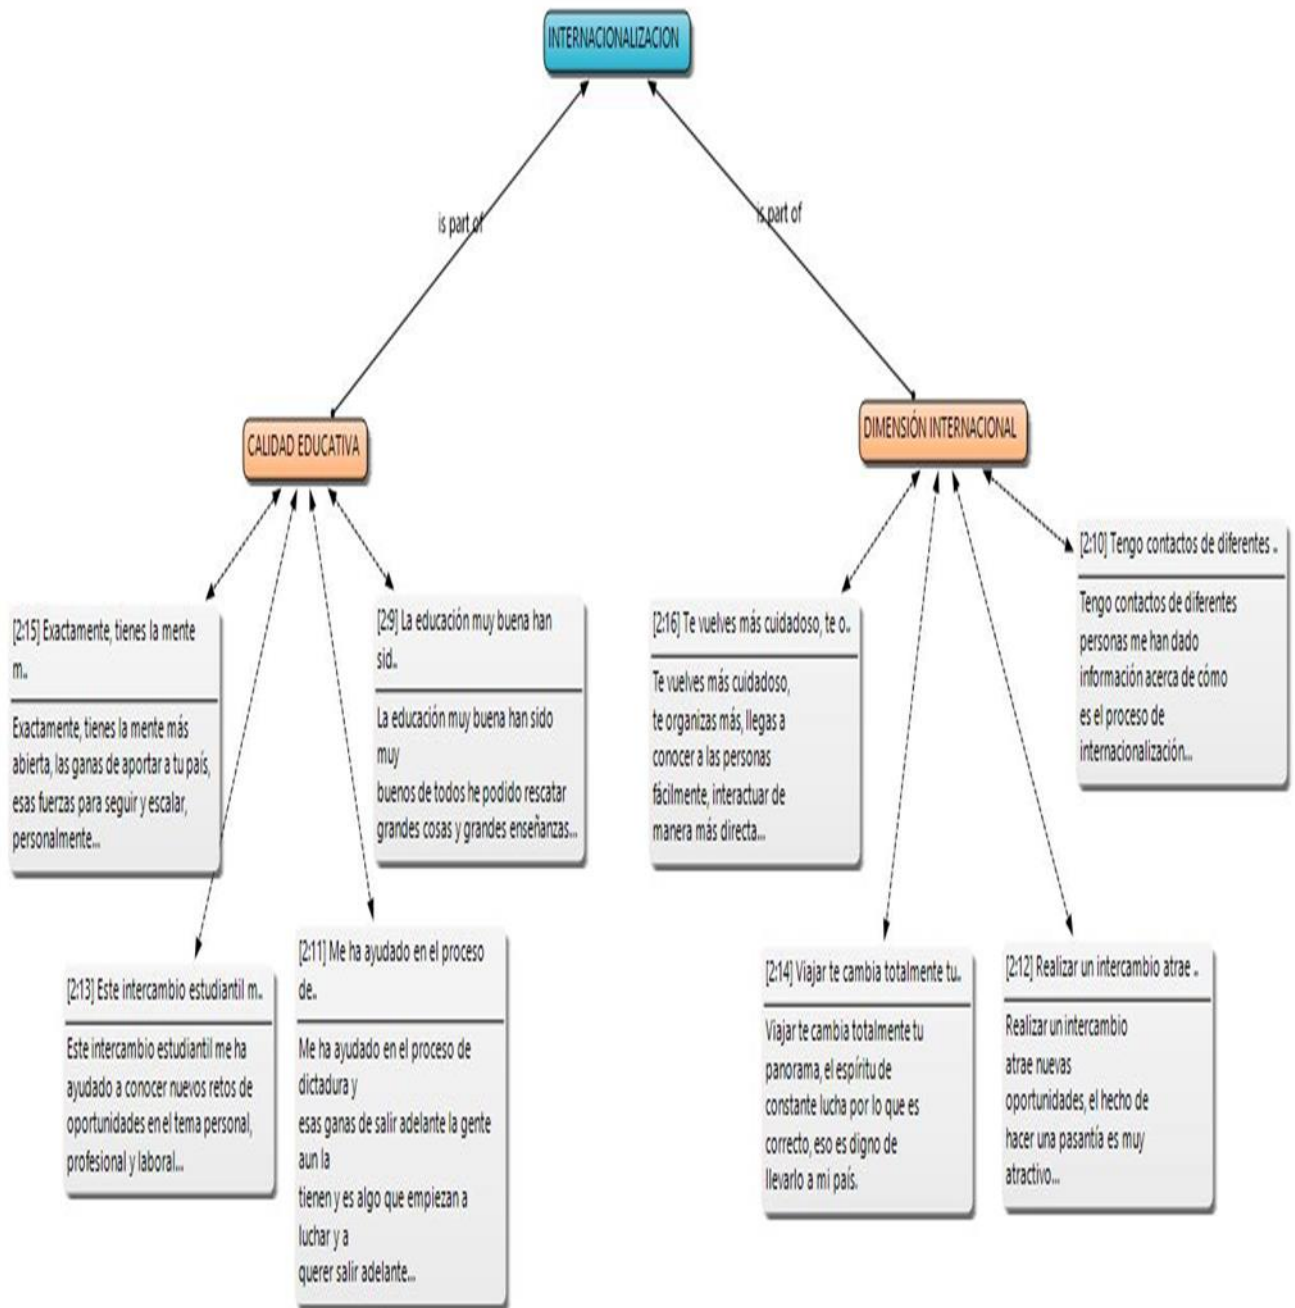 INTERNACIONALIZACION
is part of
is part of
CALIDAD EDUCATIVA
DIMENSIÓN INTERNACIONAL
[2:15] Exactamente, tienes la mente
m..
Exactamente, tienes la mente más
abierta, las ganas de aportar a tu país,
esas fuerzas para seguir y escalar,
personalmente...
[2:9] La educación muy buena han
sid..
La educación muy buena han sido
muy
buenos de todos he podido rescatar
grandes cosas y grandes enseñanzas...
[2:16] Te vuelves más cuidadoso, te o..
Te vuelves más cuidadoso,
te organizas más, llegas a
conocer a las personas
fácilmente, interactuar de
manera más directa...
[2:10] Tengo contactos de diferentes ..
Tengo contactos de diferentes
personas me han dado
información acerca de cómo
es el proceso de
internacionalización...
[2:13] Este intercambio estudiantil m..
Este intercambio estudiantil me ha
ayudado a conocer nuevos retos de
oportunidades en el tema personal,
profesional y laboral...
[2:11] Me ha ayudado en el proceso
de..
Me ha ayudado en el proceso de
dictadura y
esas ganas de salir adelante la gente
aun la
tienen y es algo que empiezan a
luchar y a
querer salir adelante...
[2:14] Viajar te cambia totalmente tu..
Viajar te cambia totalmente tu
panorama, el espíritu de
constante lucha por lo que es
correcto, eso es digno de
llevarlo a mi país.
[2:12] Realizar un intercambio atrae ..
Realizar un intercambio
atrae nuevas
oportunidades, el hecho de
hacer una pasantía es muy
atractivo...